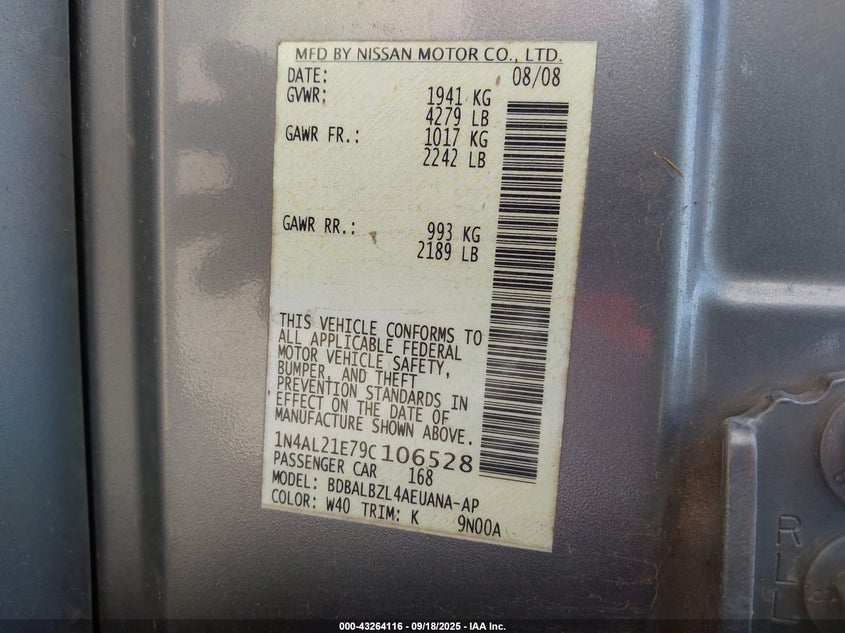 MFD BY NISSAN MOTOR CO., LTD.
DATE: 08/08
GVWR: 1941 KG
4279 LB
GAWR FR.: 1017 KG
2242 LB
GAWR RR.: 993 KG
2189 LB
THIS VEHICLE CONFORMS TO
ALL APPLICABLE FEDERAL
MOTOR VEHICLE SAFETY,
BUMPER, AND THEFT
PREVENTION STANDARDS IN
EFFECT ON THE DATE OF
MANUFACTURE SHOWN ABOVE.
1N4AL21E79C106528
PASSENGER CAR 168
MODEL: BDBALBZL4AEUANA-AP
COLOR: W40 TRIM: K 9N00A
R
L
L
000-43264116 - 09/18/2025 - IAA Inc.